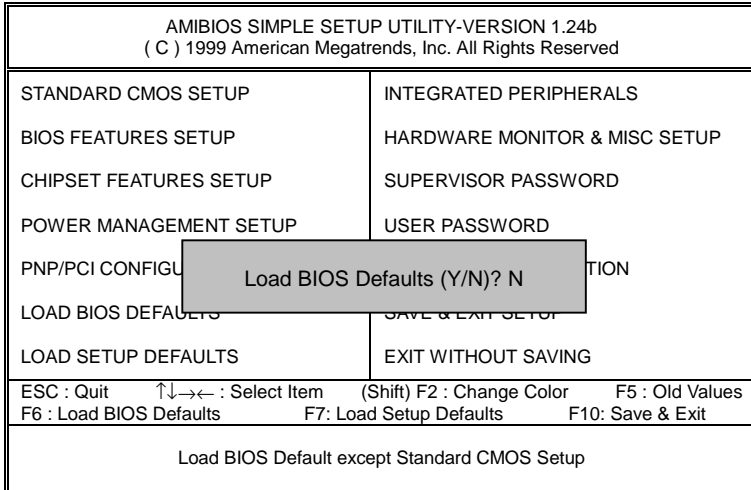 AMIBIOS SIMPLE SETUP UTILITY-VERSION 1.24b
( C ) 1999 American Megatrends, Inc. All Rights Reserved
STANDARD CMOS SETUP
INTEGRATED PERIPHERALS
BIOS FEATURES SETUP
HARDWARE MONITOR & MISC SETUP
CHIPSET FEATURES SETUP
SUPERVISOR PASSWORD
POWER MANAGEMENT SETUP
USER PASSWORD
PNP/PCI CONFIGU
TION
Load BIOS Defaults (Y/N)? N
LOAD BIOS DEFAULTS
SAVE & EXIT SETUP
LOAD SETUP DEFAULTS
EXIT WITHOUT SAVING
ESC : Quit ↑↓→← : Select Item (Shift) F2 : Change Color F5 : Old Values
F6 : Load BIOS Defaults F7: Load Setup Defaults F10: Save & Exit
Load BIOS Default except Standard CMOS Setup